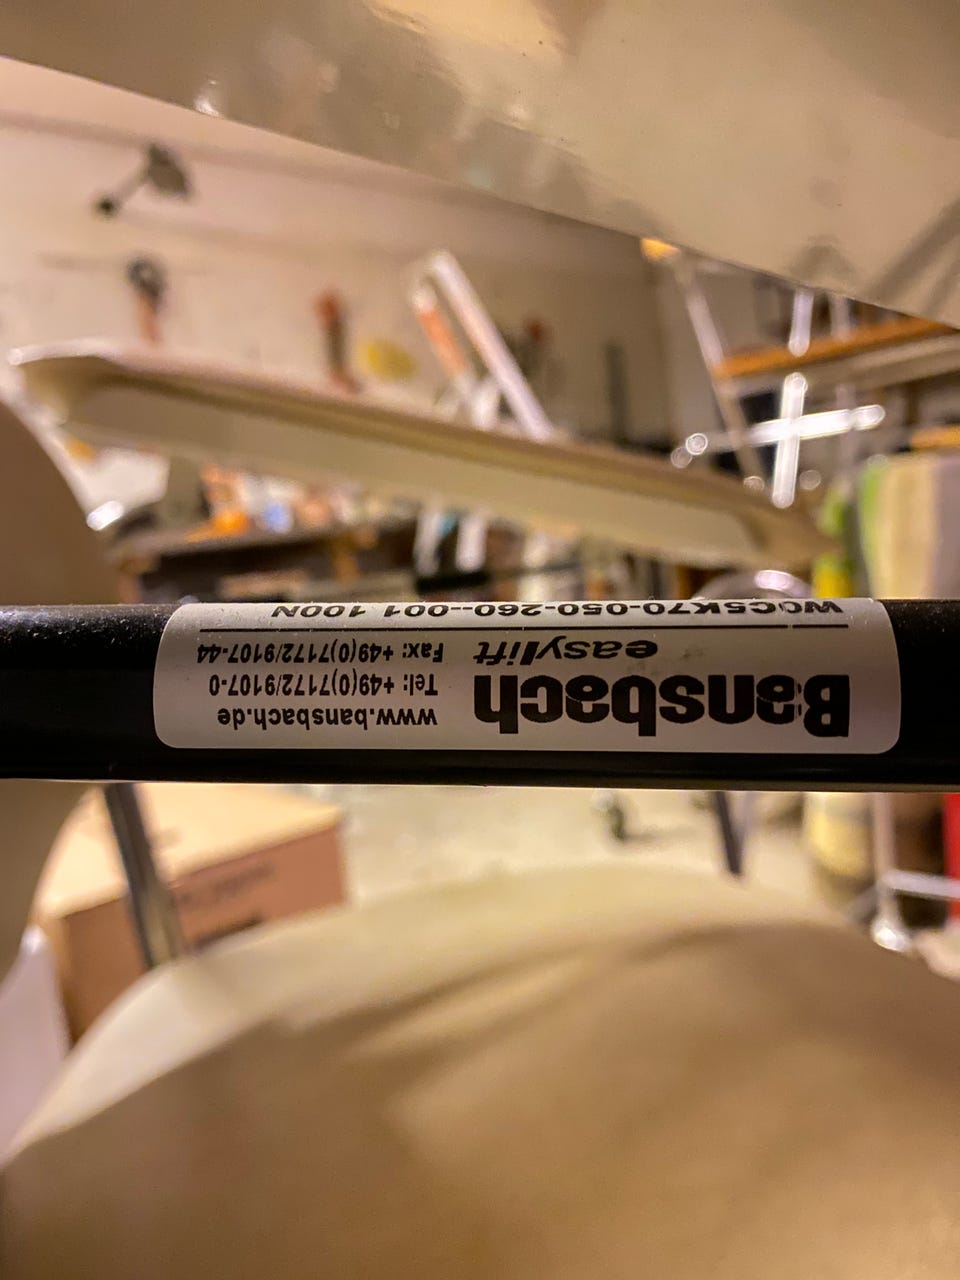 Bansbach
easylift
www.bansbach.de
Tel: +49(0)7172/9107-0
Fax: +49(0)7172/9107-44
WOC5K70-050-260--001 100N